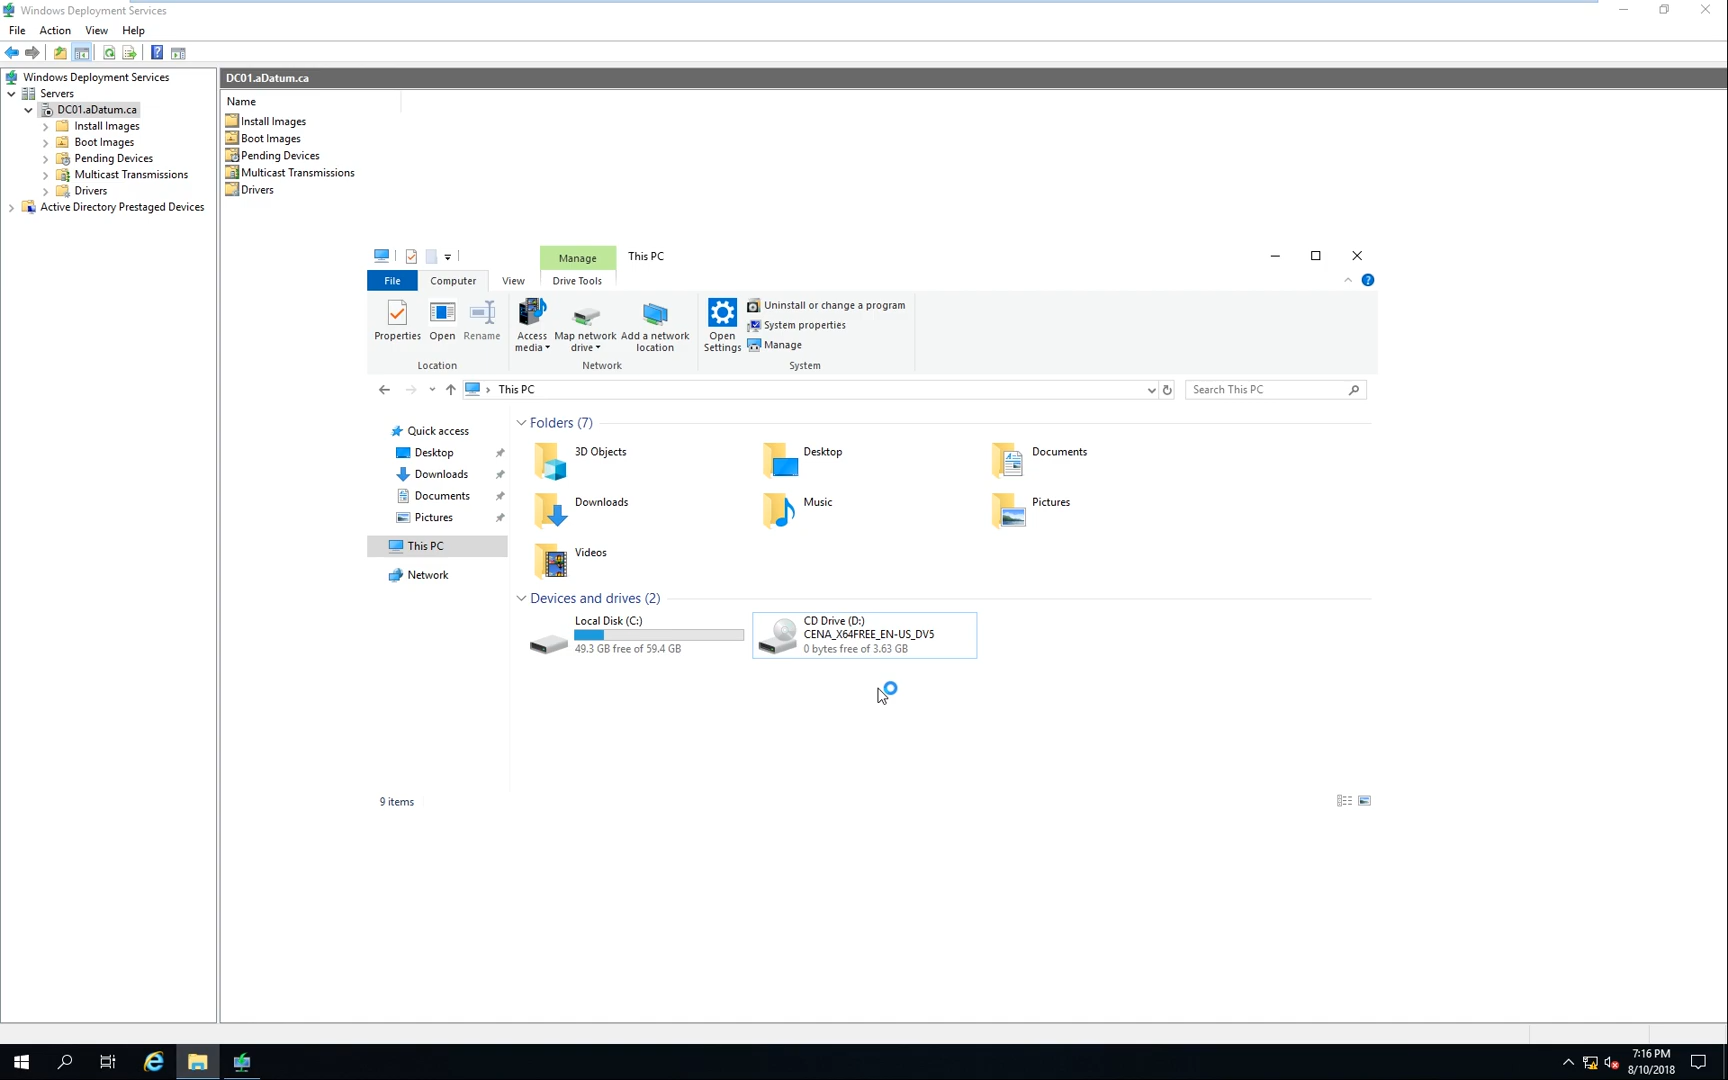 Windows Deployment Services
File Action View Help
Windows Deployment Services
Servers
DC01.aDatum.ca
Install Images
Boot Images
Pending Devices
Multicast Transmissions
Drivers
Active Directory Prestaged Devices
DC01.aDatum.ca
Name
Install Images
Boot Images
Pending Devices
Multicast Transmissions
Drivers
Manage This PC
File Computer View Drive Tools
Properties Open Rename
Location
Access media Map network drive Add a network location
Network
Open Settings
Uninstall or change a program
System properties
Manage
System
This PC
Search This PC
Quick access
Desktop
Downloads
Documents
Pictures
This PC
Network
Folders (7)
3D Objects Desktop Documents
Downloads Music Pictures
Videos
Devices and drives (2)
Local Disk (C:)
49.3 GB free of 59.4 GB
CD Drive (D:)
CENA_X64FREE_EN-US_DV5
0 bytes free of 3.63 GB
9 items
7:16 PM
8/10/2018